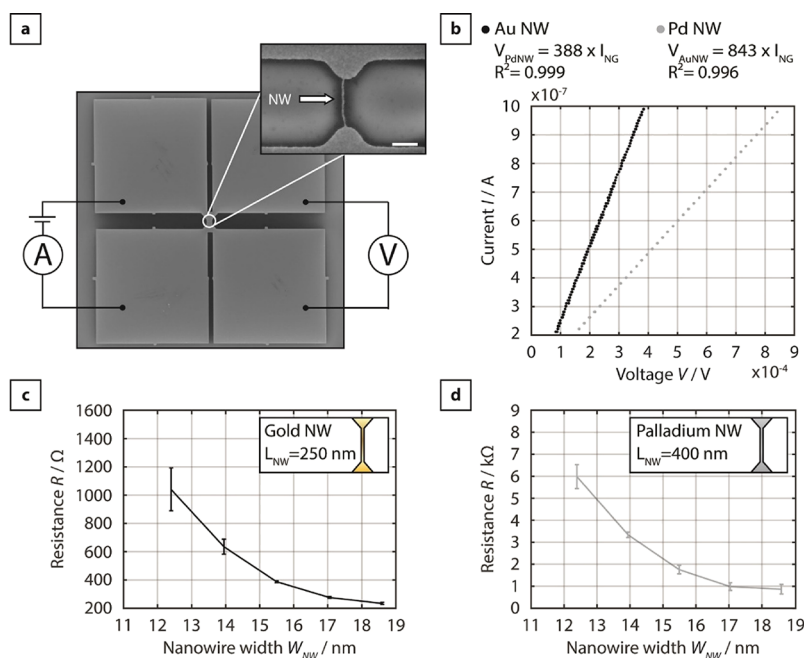 a
NW
A
V
b
Au NW
V_PdNW = 388 x I_NG
R²= 0.999
Pd NW
V_AuNW = 843 x I_NG
R²= 0.996
x10⁻⁷
10
9
8
7
6
5
4
3
2
Current I / A
0 1 2 3 4 5 6 7 8 9
Voltage V / V
x10⁻⁴
c
1600
1400
1200
1000
800
600
400
200
Resistance R / Ω
Gold NW
L_NW=250 nm
11 12 13 14 15 16 17 18 19
Nanowire width W_NW / nm
d
9
8
7
6
5
4
3
2
1
0
Resistance R / kΩ
Palladium NW
L_NW=400 nm
11 12 13 14 15 16 17 18 19
Nanowire width W_NW / nm